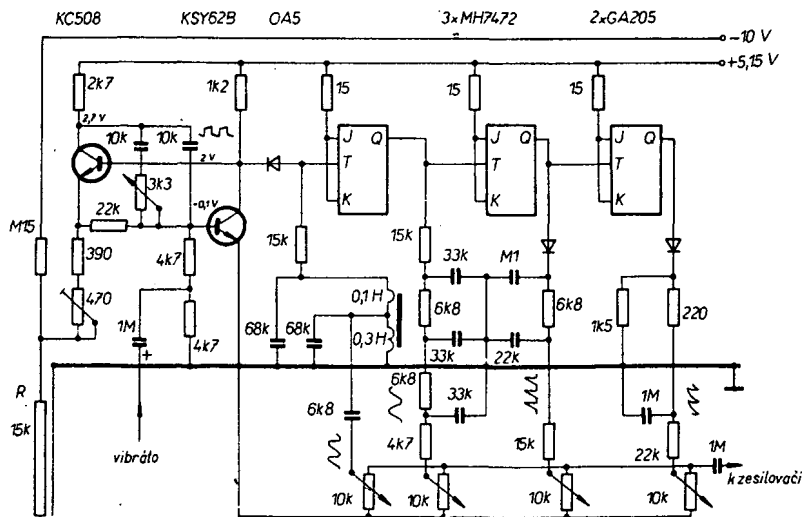 KC508 KSY62B OA5 3×MH7472 2×GA205
−10 V
+5,15 V
2k7 1k2 15 15 15
2,7 V
10k 10k
J Q J Q J
2V
T T T
3k3
K K K
-0,1 V
22k
M15
15k 15k
33k M1
390 4k7
0,1 H
6k8 6k8 1k5 220
470
1M 68k 68k
0,3 H
+ 4k7
33k 22k
R
6k8
6k8 33k 1M
15k
4k7 15k 22k 1M
vibráto
k zesilovači
10k 10k 10k 10k